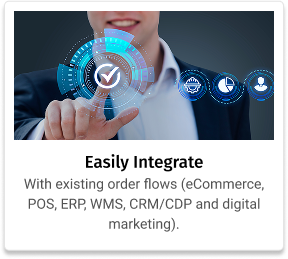 Easily Integrate
With existing order flows (eCommerce,
POS, ERP, WMS, CRM/CDP and digital
marketing).